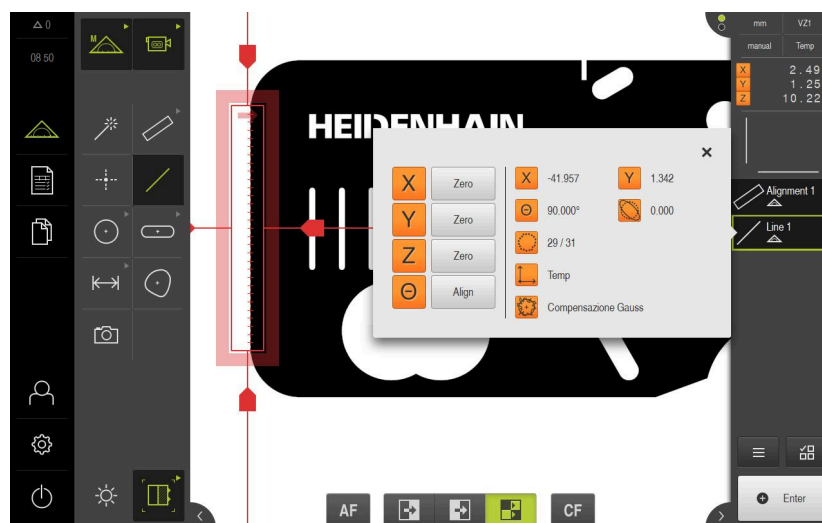 0
08 50
M
HEIDENHAIN
X Zero
Y Zero
Z Zero
Θ Align
X -41.957 Y 1.342
Θ 90.000° 0.000
29 / 31
Temp
Compensazione Gauss
mm VZ1
manual Temp
X 2.49
Y 1.25
Z 10.22
Alignment 1
Line 1
AF
CF
Enter